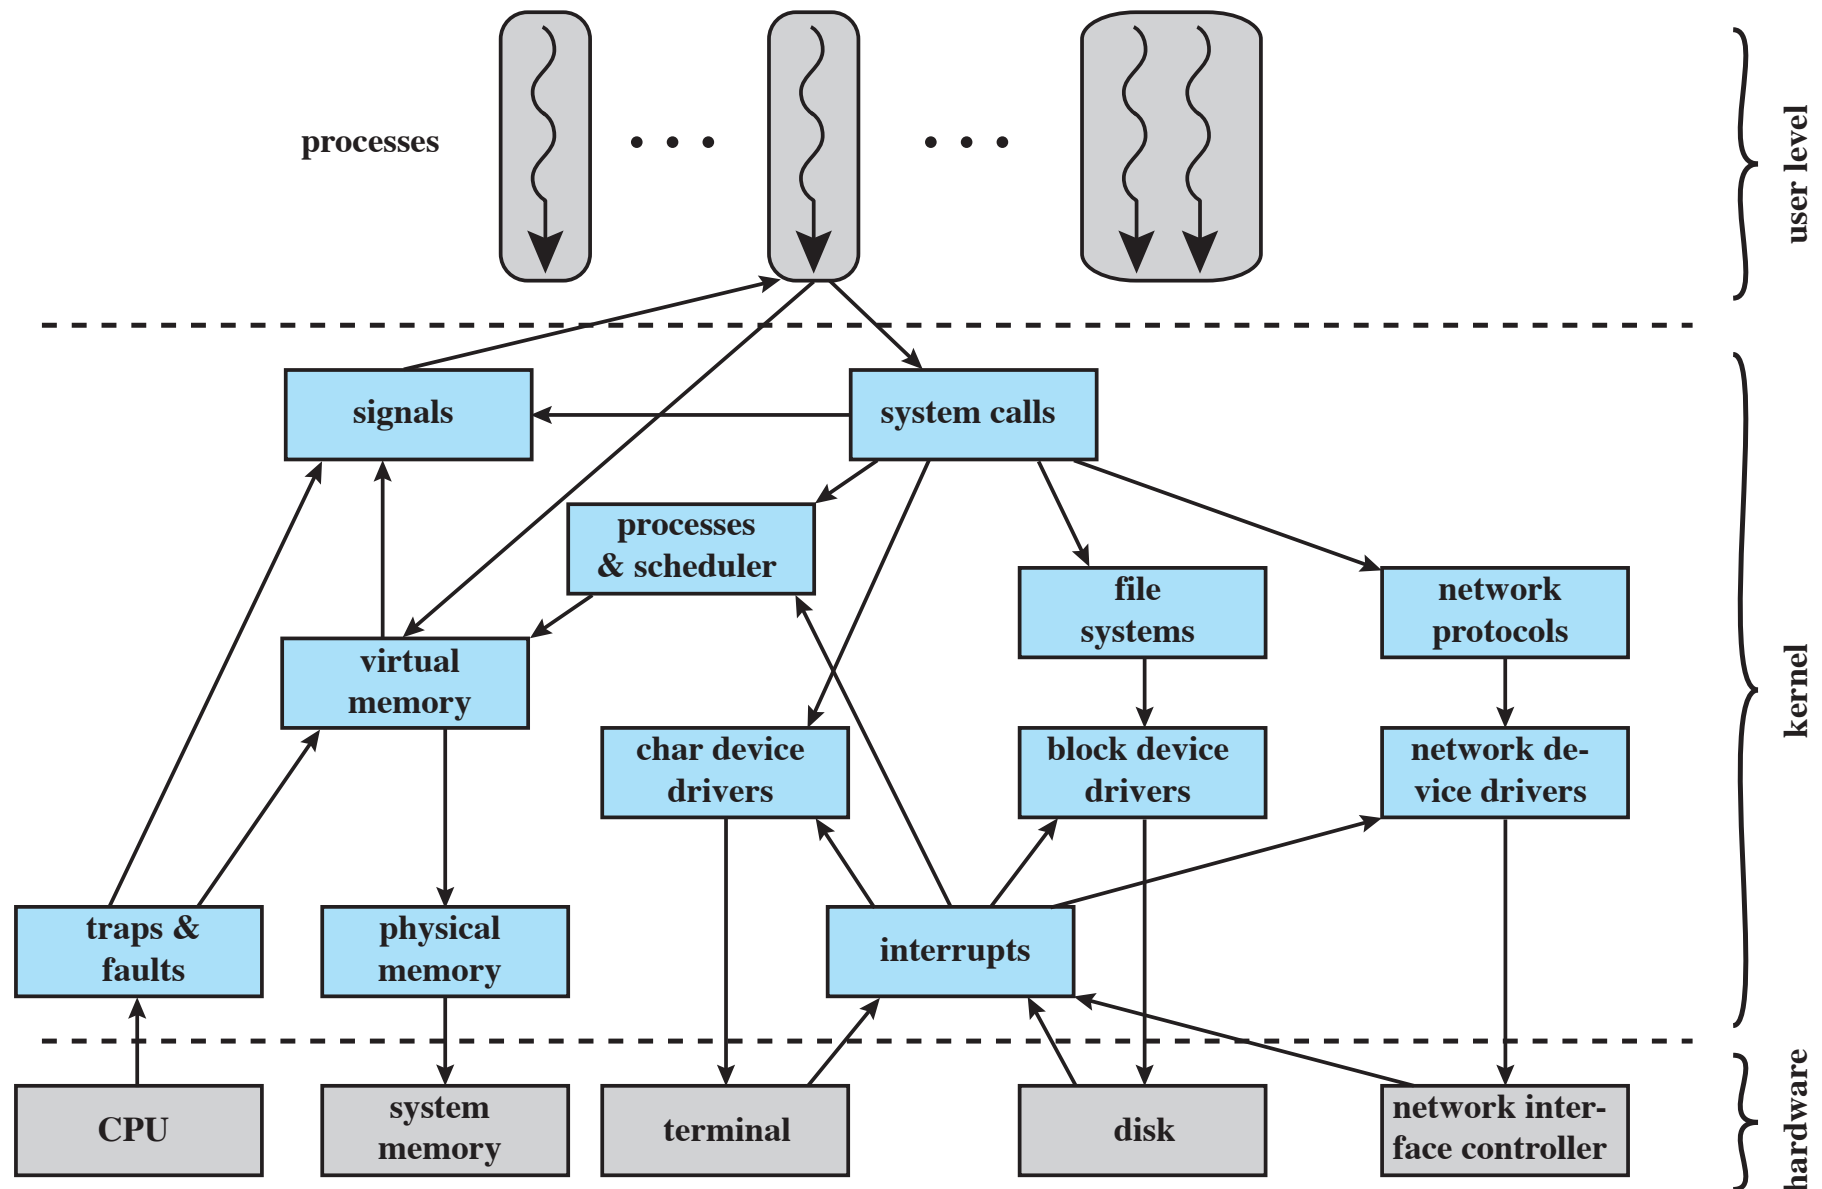 processes
user level
signals
system calls
processes
& scheduler
file
systems
network
protocols
virtual
memory
kernel
char device
drivers
block device
drivers
network de-
vice drivers
traps &
faults
physical
memory
interrupts
CPU
system
memory
terminal
disk
network inter-
face controller
hardware